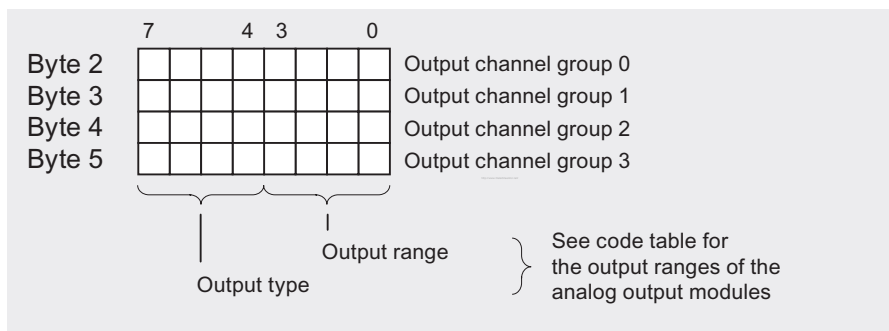 7 4 3 0
Byte 2 Output channel group 0
Byte 3 Output channel group 1
Byte 4 Output channel group 2
Byte 5 Output channel group 3
Output range
Output type
See code table for
the output ranges of the
analog output modules